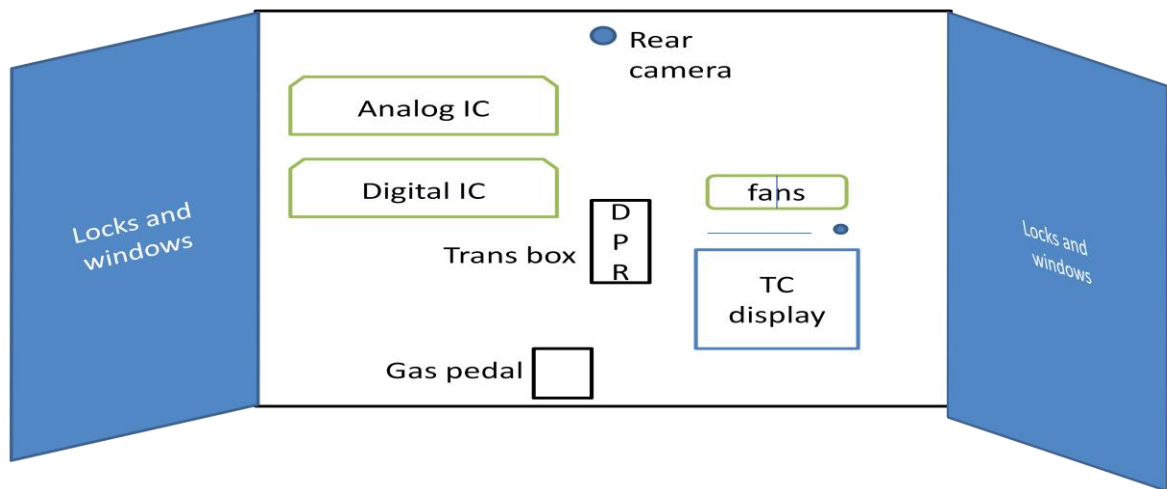 Rear
camera
Analog IC
Digital IC
fans
Locks and
windows
D
P
R
Trans box
TC
display
Gas pedal
Locks and
windows